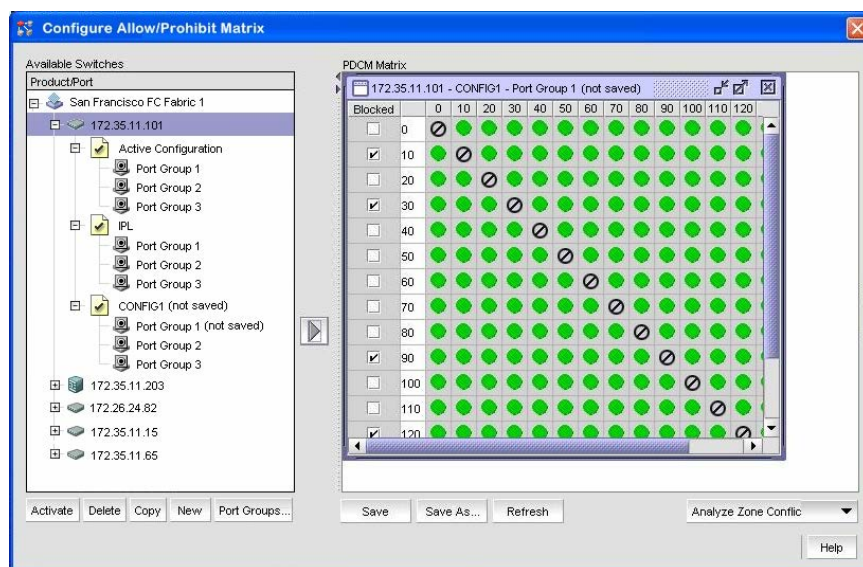 Configure Allow/Prohibit Matrix
Available Switches
Product/Port
San Francisco FC Fabric 1
172.35.11.101
Active Configuration
Port Group 1
Port Group 2
Port Group 3
IPL
Port Group 1
Port Group 2
Port Group 3
CONFIG1 (not saved)
Port Group 1 (not saved)
Port Group 2
Port Group 3
172.35.11.203
172.26.24.82
172.35.11.15
172.35.11.65
Activate Delete Copy New Port Groups...
PDCM Matrix
172.35.11.101 - CONFIG1 - Port Group 1 (not saved)
Blocked 0 10 20 30 40 50 60 70 80 90 100 110 120
0
10
20
30
40
50
60
70
80
90
100
110
120
Save Save As... Refresh Analyze Zone Conflic
Help